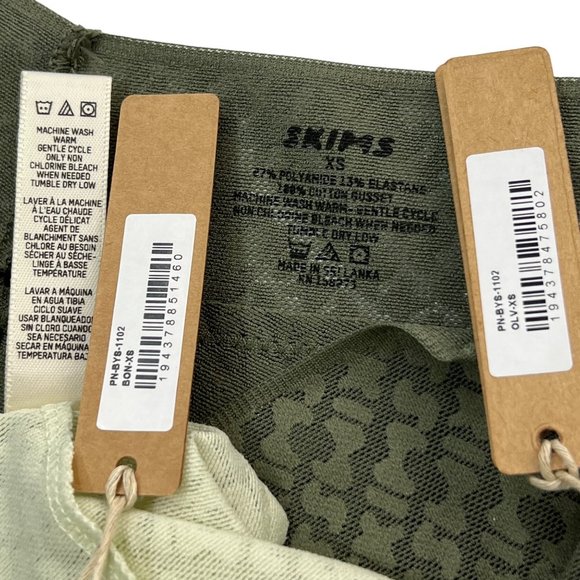 MACHINE WASH
WARM
GENTLE CYCLE
ONLY NON
CHLORINE BLEACH
WHEN NEEDED
TUMBLE DRY LOW
LAVER À LA MACHINE
À L'EAU CHAUDE
CYCLE DÉLICAT
AGENT DE
BLANCHIMENT SANS
CHLORE AU BESOIN
SÉCHER AU SÈCHE-
LINGE À BASSE
TEMPÉRATURE
LAVAR A MÁQUINA
EN AGUA TIBIA
CICLO SUAVE
USAR BLANQUEADOR
SIN CLORO CUANDO
SEA NECESARIO
SECAR EN MÁQUINA
TEMPERATURA BAJA
PN-BYS-1102
BON-XS
194378851460
SKIMS
XS
87% POLYAMIDE 13% ELASTANE
100% COTTON GUSSET
MACHINE WASH WARM- GENTLE CYCLE
NON CHLORINE BLEACH WHEN NEEDED
TUMBLE DRY LOW
MADE IN SRI LANKA
PN-BYS-1102
OLV-XS
194378475802